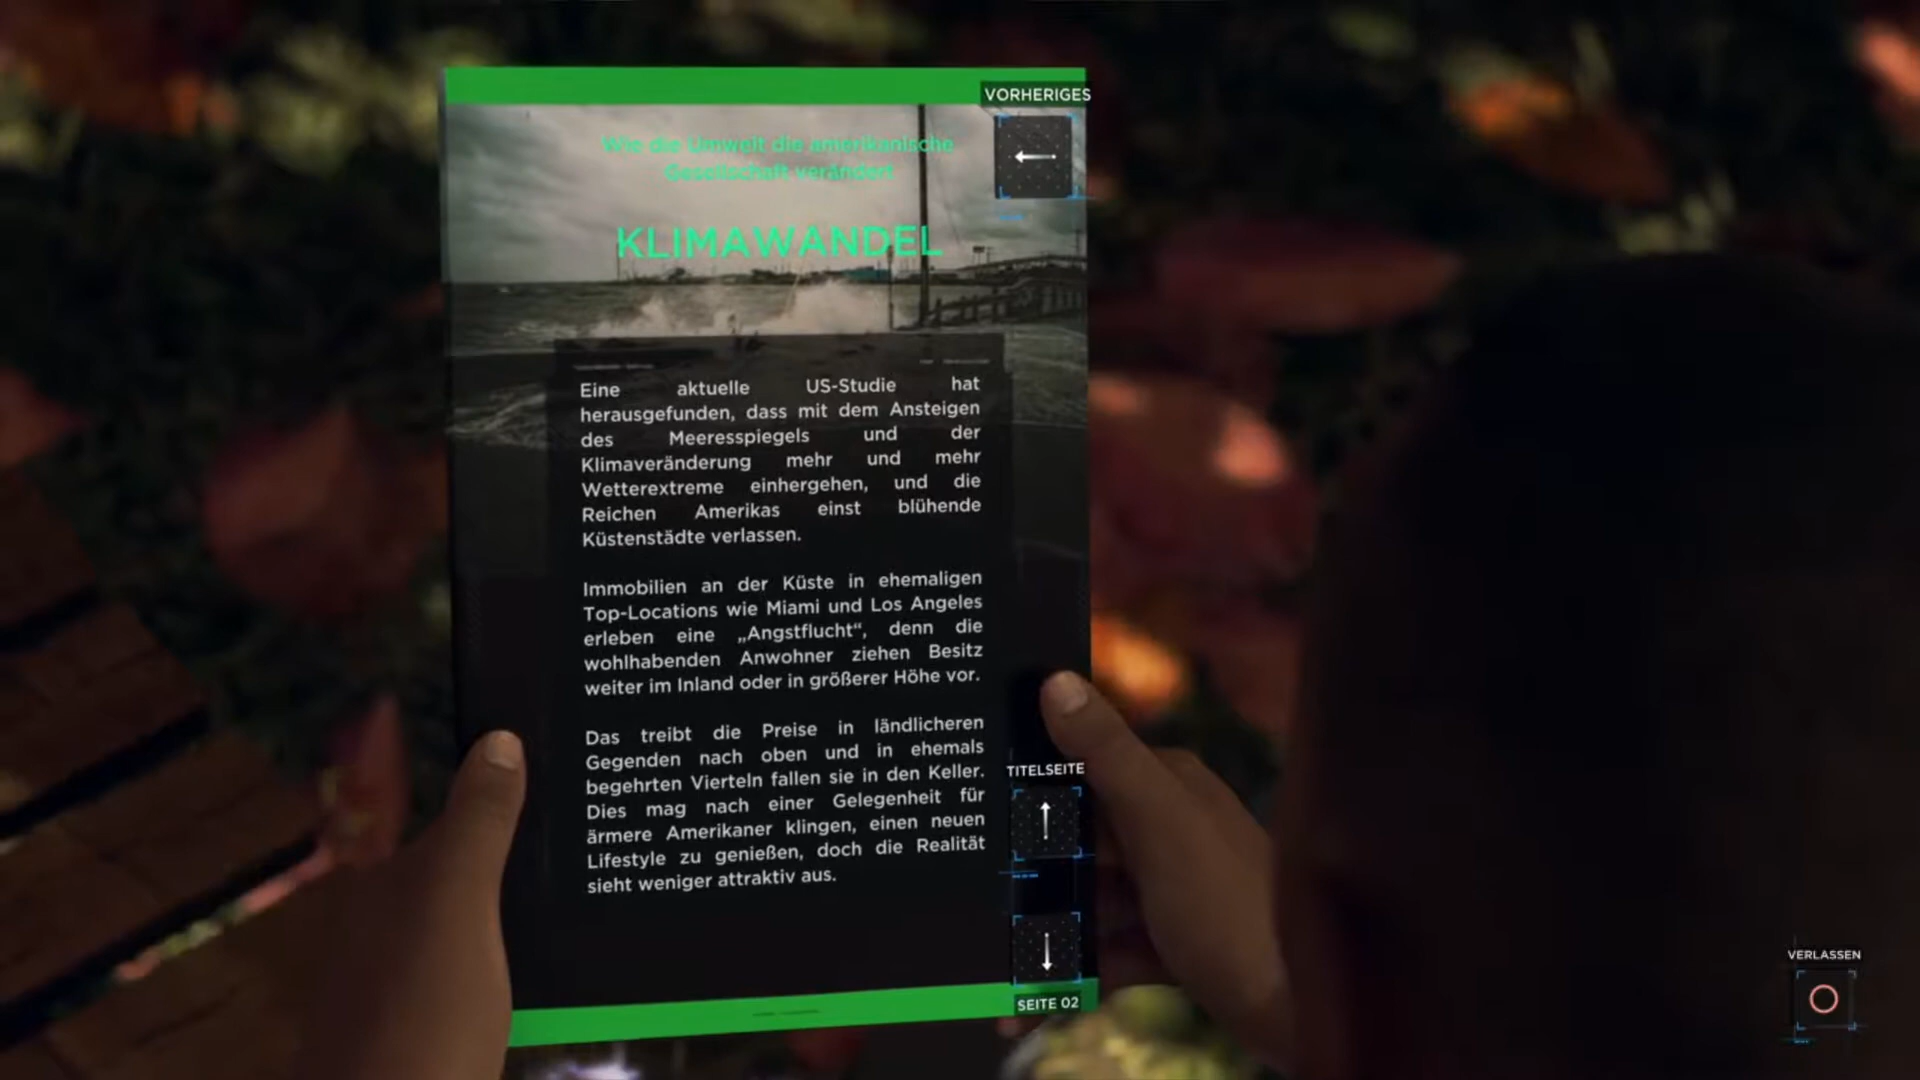 VORHERIGES
Wie die Umwelt die amerikanische
Gesellschaft verändert
KLIMAWANDEL
Eine aktuelle US-Studie hat
herausgefunden, dass mit dem Ansteigen
des Meeresspiegels und der
Klimaveränderung mehr und mehr
Wetterextreme einhergehen, und die
Reichen Amerikas einst blühende
Küstenstädte verlassen.
Immobilien an der Küste in ehemaligen
Top-Locations wie Miami und Los Angeles
erleben eine „Angstflucht“, denn die
wohlhabenden Anwohner ziehen Besitz
weiter im Inland oder in größerer Höhe vor.
Das treibt die Preise in ländlicheren
Gegenden nach oben und in ehemals
begehrten Vierteln fallen sie in den Keller.
Dies mag nach einer Gelegenheit für
ärmere Amerikaner klingen, einen neuen
Lifestyle zu genießen, doch die Realität
sieht weniger attraktiv aus.
TITELSEITE
SEITE 02
VERLASSEN